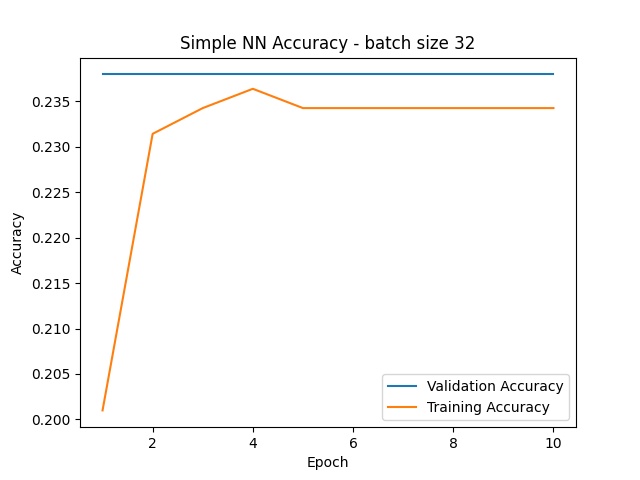 Simple NN Accuracy - batch size 32
Accuracy
0.235
0.230
0.225
0.220
0.215
0.210
0.205
0.200
2 4 6 8 10
Epoch
Validation Accuracy
Training Accuracy